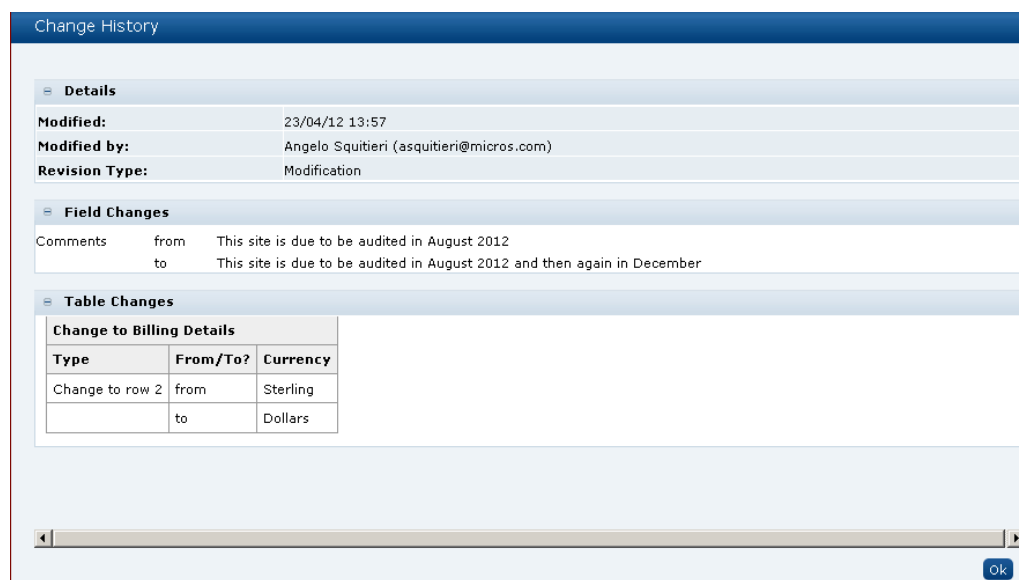 Change History
Details
Modified: 23/04/12 13:57
Modified by: Angelo Squitieri (asquitieri@micros.com)
Revision Type: Modification
Field Changes
Comments from This site is due to be audited in August 2012
to This site is due to be audited in August 2012 and then again in December
Table Changes
Change to Billing Details
Type From/To? Currency
Change to row 2 from Sterling
to Dollars
Ok